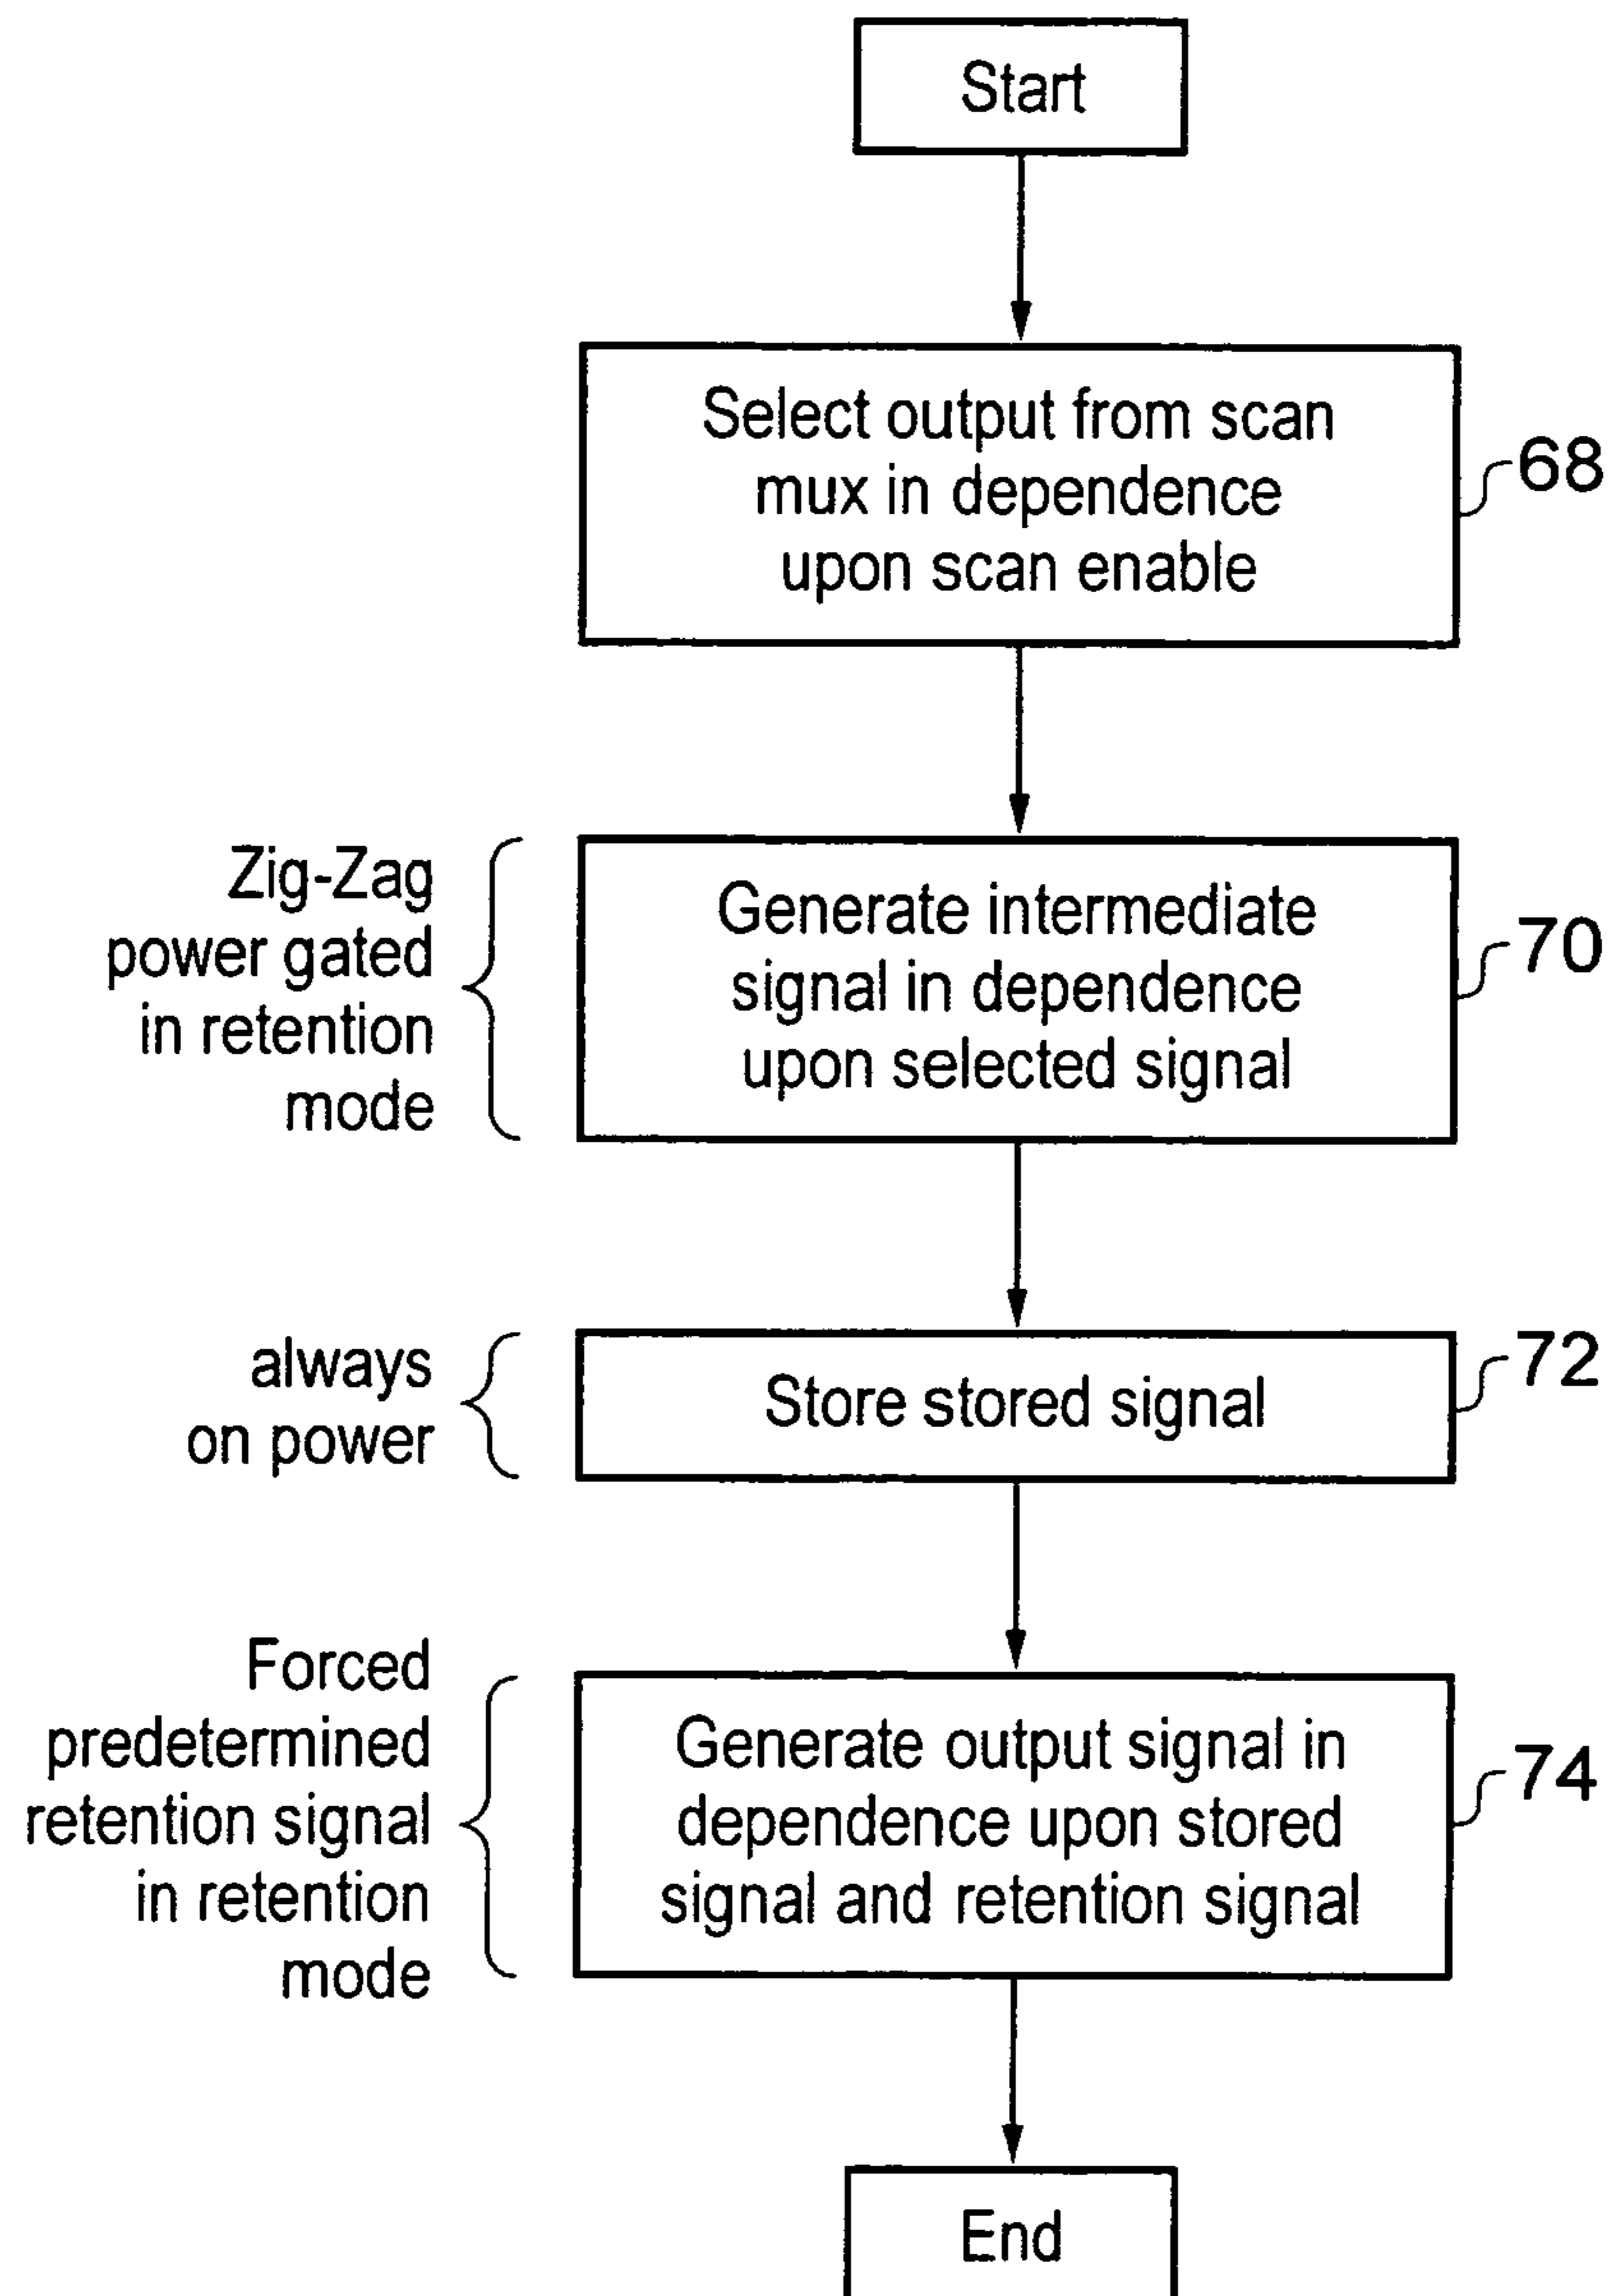 Start
Select output from scan
mux in dependence
upon scan enable
68
Zig-Zag
power gated
in retention
mode
Generate intermediate
signal in dependence
upon selected signal
70
always
on power
Store stored signal
72
Forced
predetermined
retention signal
in retention
mode
Generate output signal in
dependence upon stored
signal and retention signal
74
End